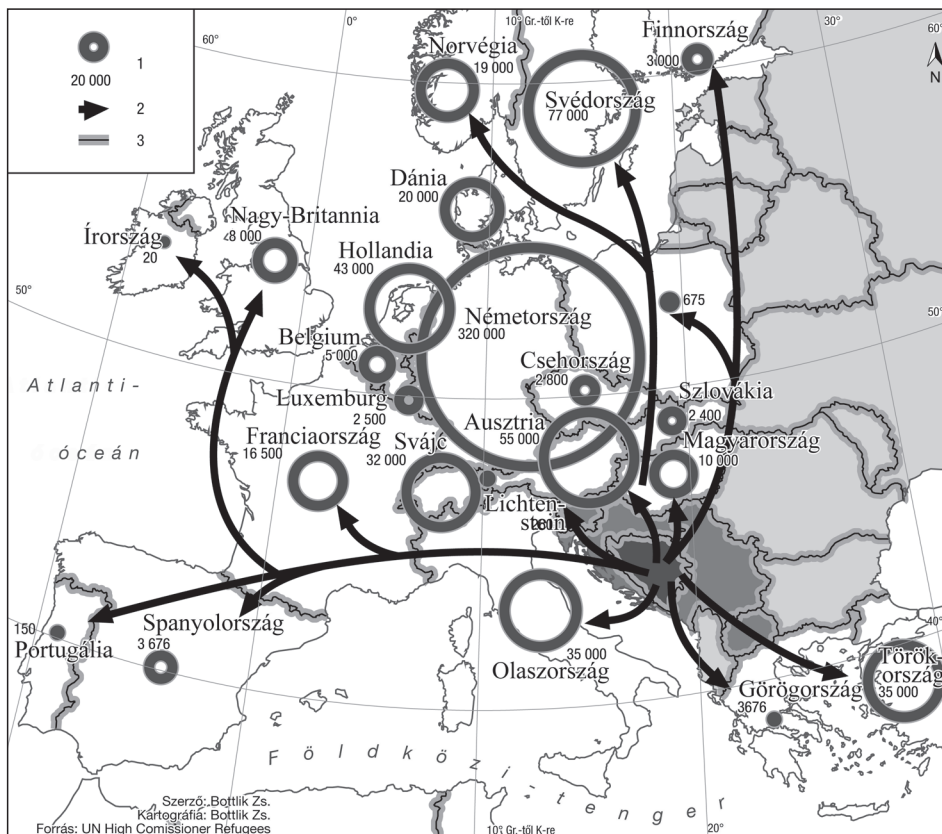 0°
10° Gr.-től K-re
30°
60°
60°
N
20 000
1
2
3
Norvégia
19 000
Finnország
3 000
Svédország
77 000
Dánia
20 000
Nagy-Britannia
48 000
Írország
20
Hollandia
43 000
50°
50°
675
Németország
320 000
Belgium
5 000
Csehország
2 800
Luxemburg
2 500
Szlovákia
2 400
Atlanti-
óceán
Ausztria
55 000
Franciaország
16 500
Svájc
32 000
Magyarország
10 000
Lichten-
stein
Spanyolország
3 676
150
Portugália
40°
Olaszország
35 000
Török-
ország
35 000
Görögország
3676
Földközi
tenger
Szerző: Bottlik Zs.
Kartográfia: Bottlik Zs.
Forrás: UN High Comissioner Refugees
10° Gr.-től K-re
20°